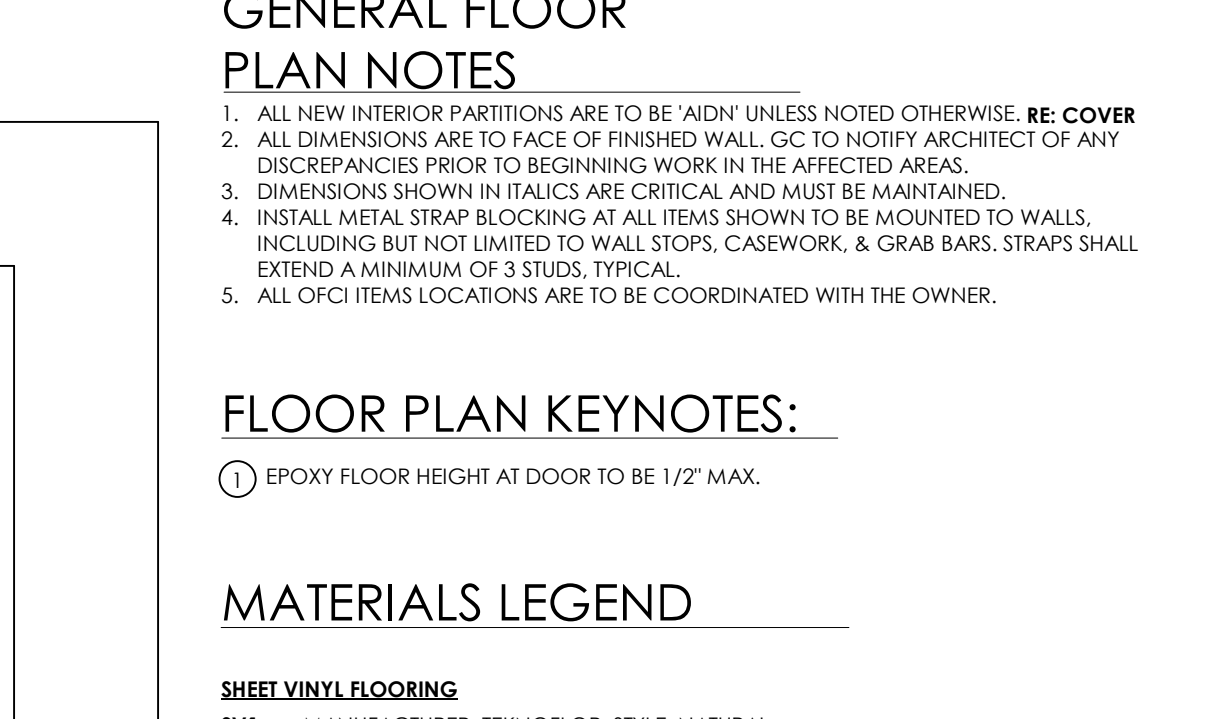 GENERAL FLOOR
PLAN NOTES
1. ALL NEW INTERIOR PARTITIONS ARE TO BE 'AIDN' UNLESS NOTED OTHERWISE. RE: COVER
2. ALL DIMENSIONS ARE TO FACE OF FINISHED WALL. GC TO NOTIFY ARCHITECT OF ANY
DISCREPANCIES PRIOR TO BEGINNING WORK IN THE AFFECTED AREAS.
3. DIMENSIONS SHOWN IN ITALICS ARE CRITICAL AND MUST BE MAINTAINED.
4. INSTALL METAL STRAP BLOCKING AT ALL ITEMS SHOWN TO BE MOUNTED TO WALLS,
INCLUDING BUT NOT LIMITED TO WALL STOPS, CASEWORK, & GRAB BARS. STRAPS SHALL
EXTEND A MINIMUM OF 3 STUDS, TYPICAL.
5. ALL OFCI ITEMS LOCATIONS ARE TO BE COORDINATED WITH THE OWNER.
FLOOR PLAN KEYNOTES:
1 EPOXY FLOOR HEIGHT AT DOOR TO BE 1/2" MAX.
MATERIALS LEGEND
SHEET VINYL FLOORING
MANUFACTURER: STYLE: NATURAL